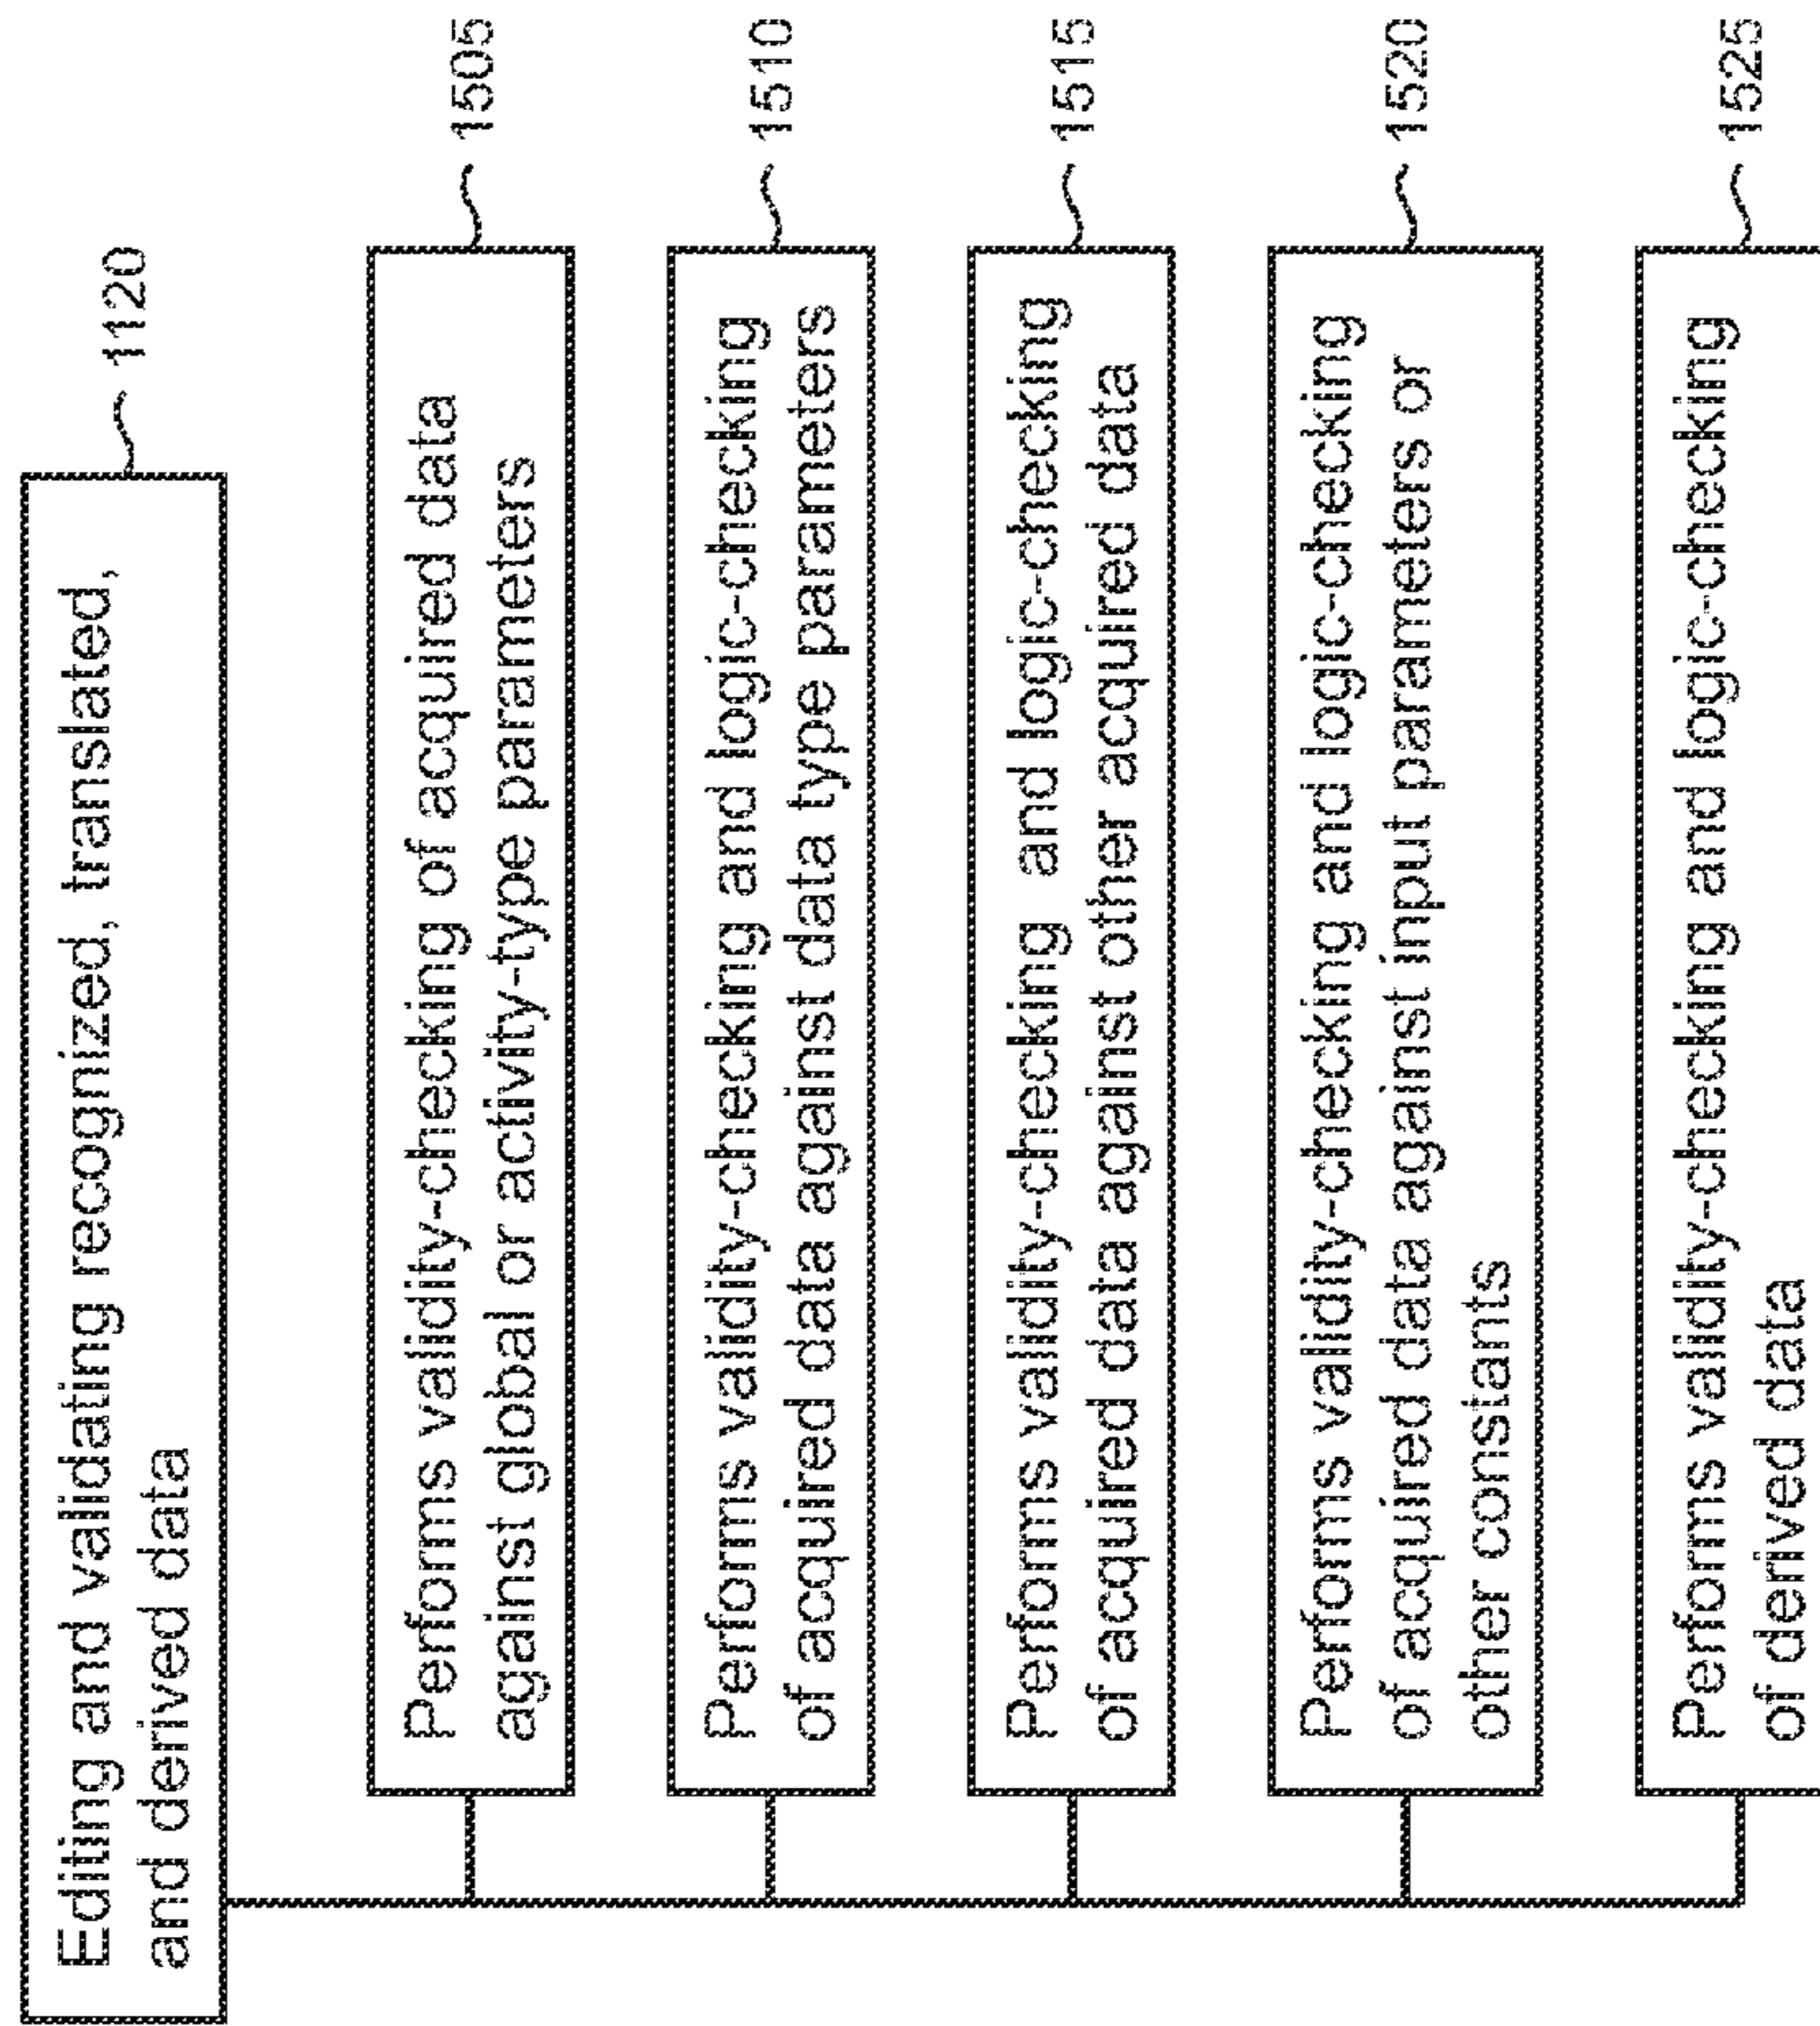 Editing and validating recognized, translated,
and derived data
1120
Performs validity-checking of acquired data
against global or activity-type parameters
1505
Performs validity-checking and logic-checking
of acquired data against data type parameters
1510
Performs validity-checking and logic-checking
of acquired data against other acquired data
1515
Performs validity-checking and logic-checking
of acquired data against input parameters or
other constants
1520
Performs validity-checking and logic-checking
of derived data
1525